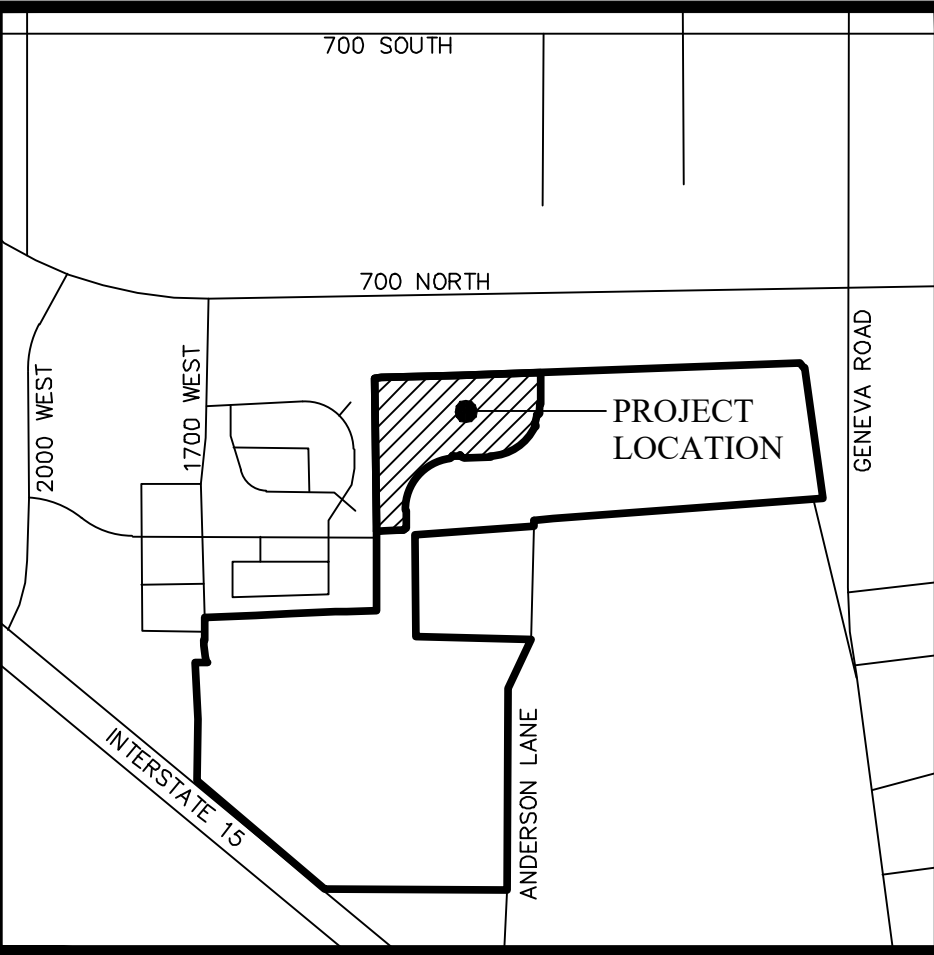 700 SOUTH
700 NORTH
GENEVA ROAD
1700 WEST
2000 WEST
PROJECT
LOCATION
ANDERSON LANE
INTERSTATE 15